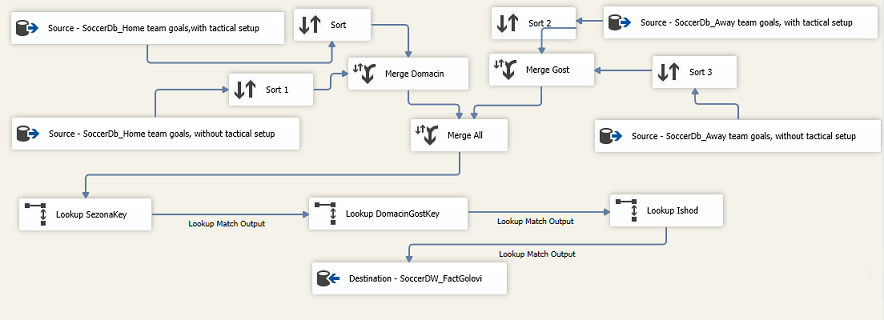 Source - SoccerDb_Home team goals,with tactical setup
Sort
Sort 2
Source - SoccerDb_Away team goals, with tactical setup
Merge Domacin
Merge Gost
Sort 1
Sort 3
Source - SoccerDb_Home team goals, without tactical setup
Merge All
Source - SoccerDb_Away team goals, without tactical setup
Lookup SezonaKey
Lookup Match Output
Lookup DomacinGostKey
Lookup Match Output
Lookup Ishod
Lookup Match Output
Destination - SoccerDW_FactGolovi